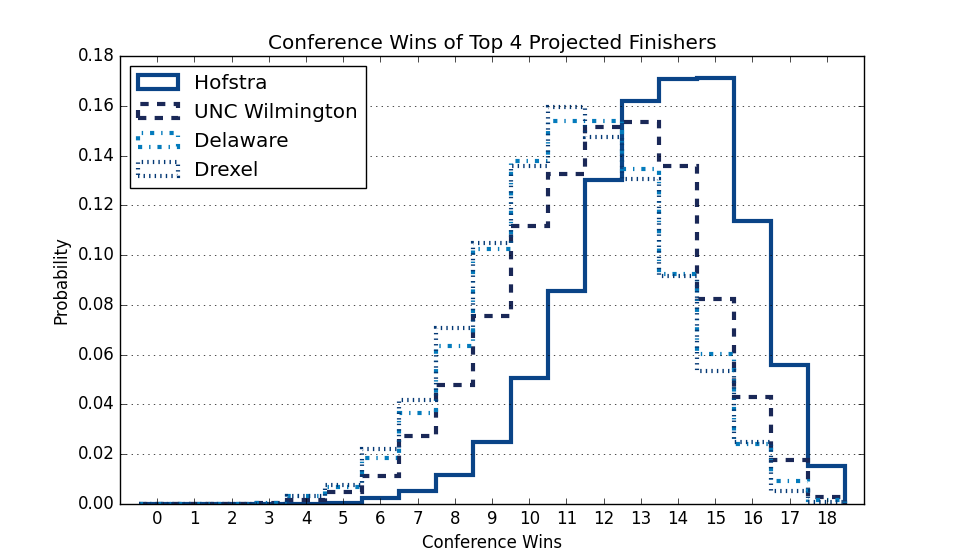 Conference Wins of Top 4 Projected Finishers
0.18
0.16
0.14
0.12
0.10
0.08
0.06
0.04
0.02
0.00
Probability
Hofstra
UNC Wilmington
Delaware
Drexel
0 1 2 3 4 5 6 7 8 9 10 11 12 13 14 15 16 17 18
Conference Wins